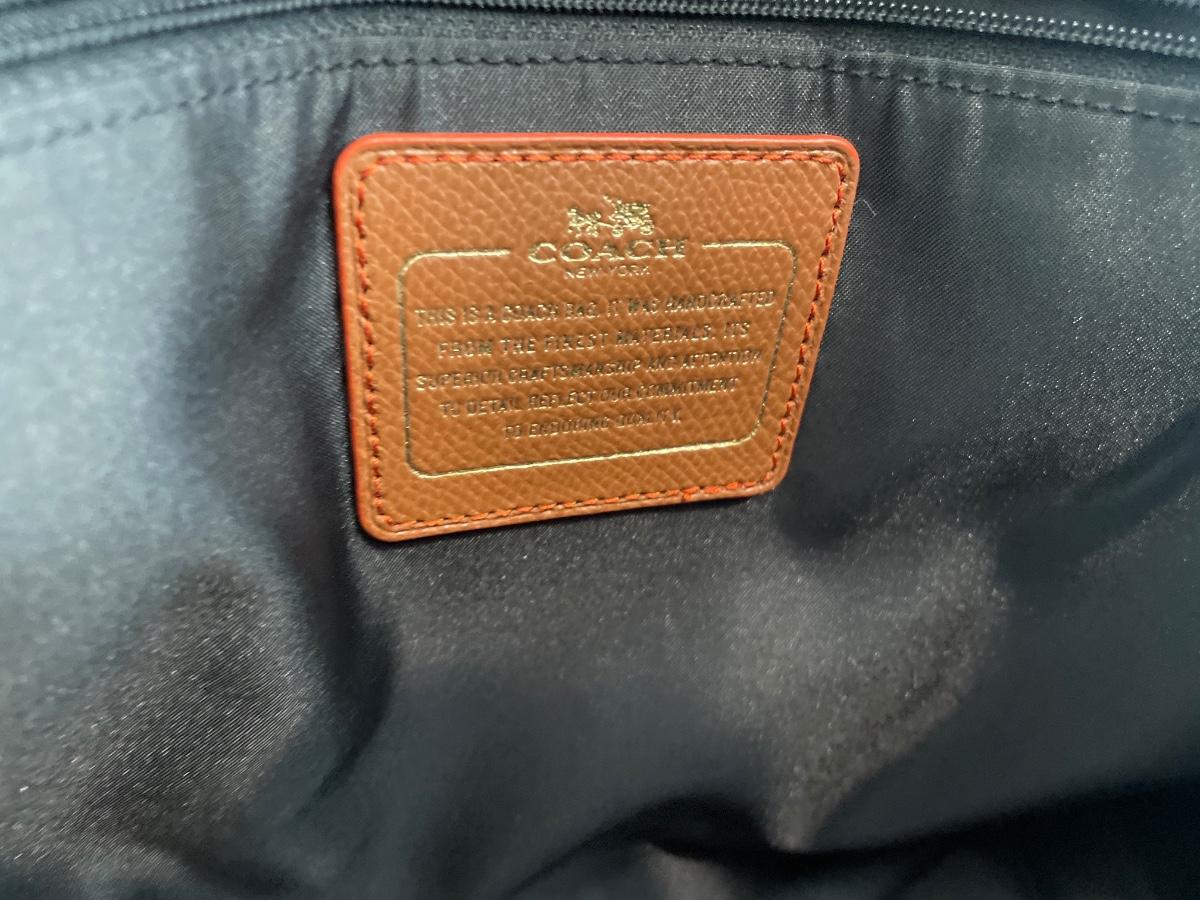 COACH
NEW YORK
THIS IS A COACH BAG. IT WAS HANDCRAFTED
FROM THE FINEST MATERIALS. ITS
SUPERIOR CRAFTSMANSHIP AND ATTENTION
TO DETAIL REFLECT OUR COMMITMENT
TO ENDURING QUALITY.